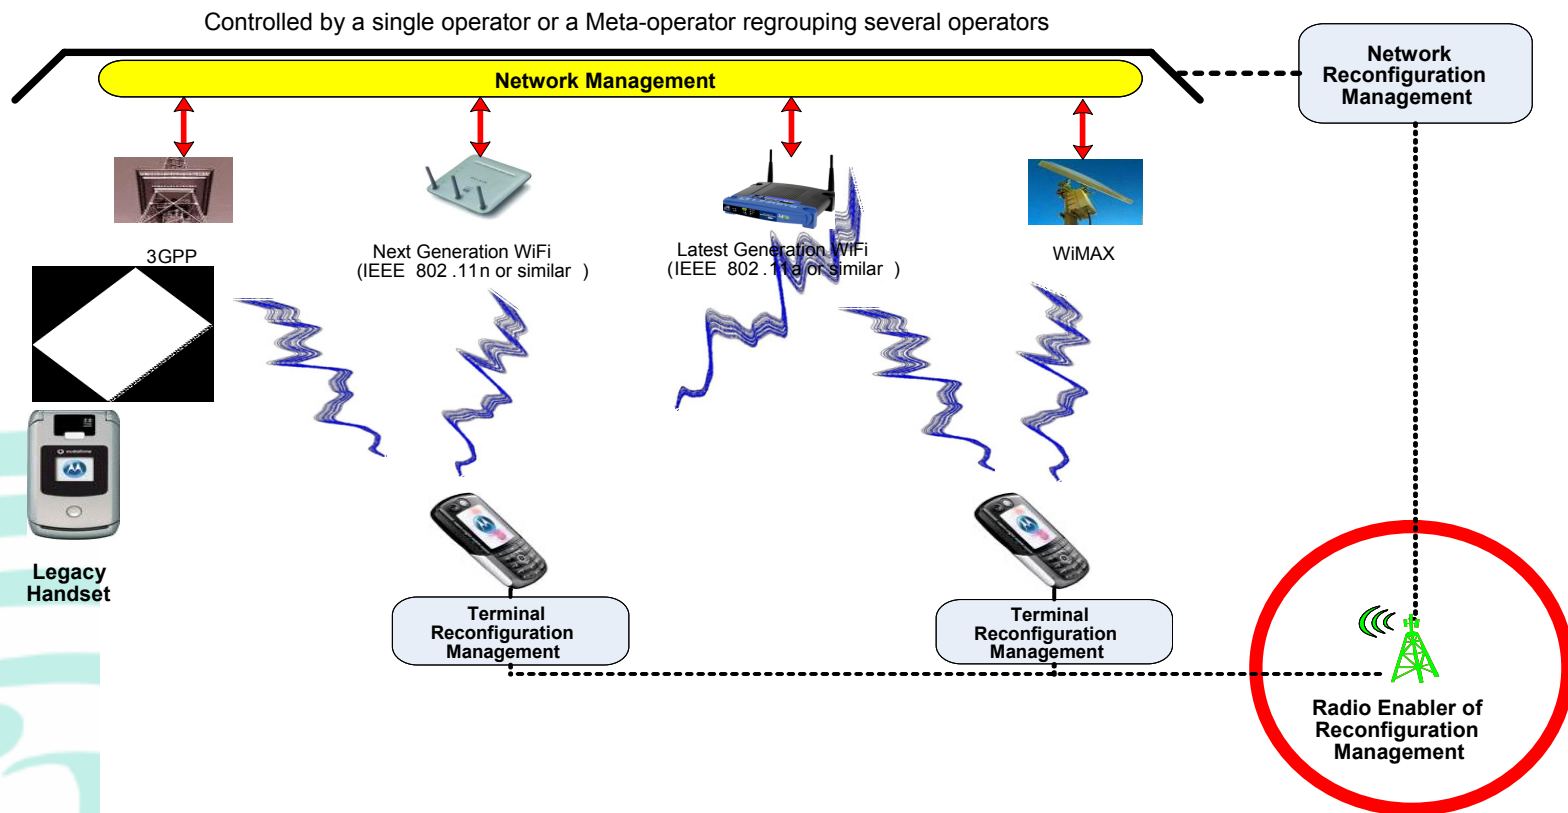 Controlled by a single operator or a Meta-operator regrouping several operators
Network Management
Network
Reconfiguration
Management
3GPP
Next Generation WiFi
(IEEE 802 .11n or similar )
Latest Generation WiFi
(IEEE 802 .11a or similar )
WiMAX
Legacy
Handset
Terminal
Reconfiguration
Management
Terminal
Reconfiguration
Management
Radio Enabler of
Reconfiguration
Management